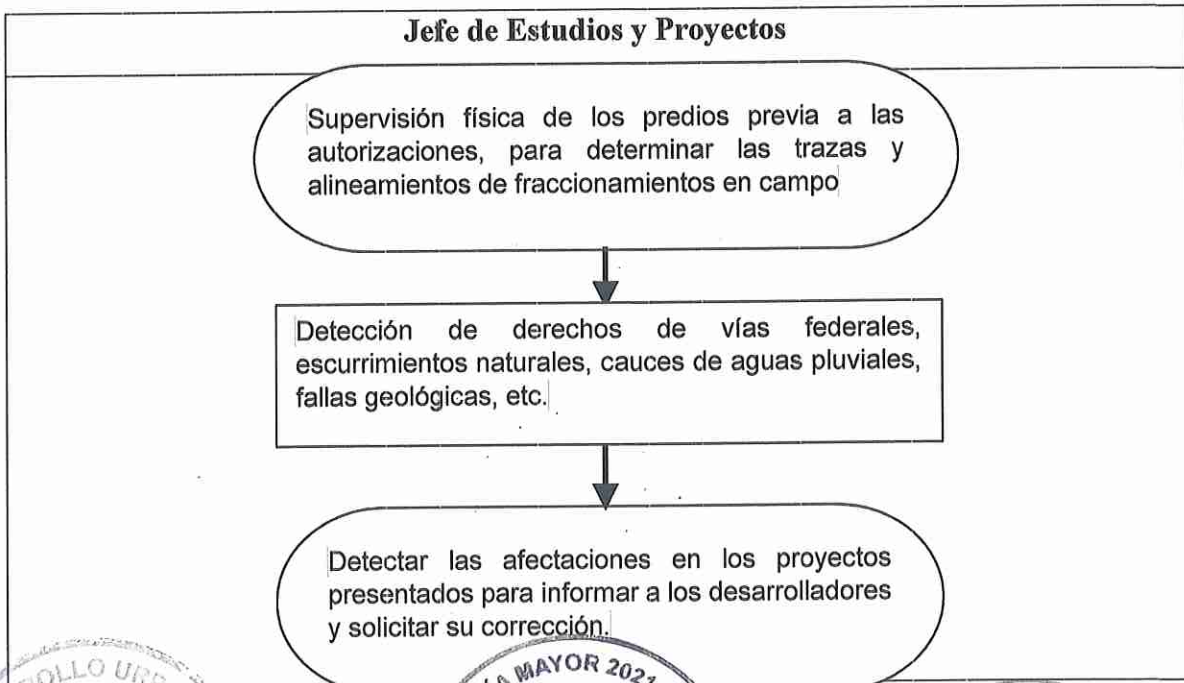 Jefe de Estudios y Proyectos
Supervisión física de los predios previa a las
autorizaciones, para determinar las trazas y
alineamientos de fraccionamientos en campo
Detección de derechos de vías federales,
escurrimientos naturales, cauces de aguas pluviales,
fallas geológicas, etc.
Detectar las afectaciones en los proyectos
presentados para informar a los desarrolladores
y solicitar su corrección.
MAYOR 2021